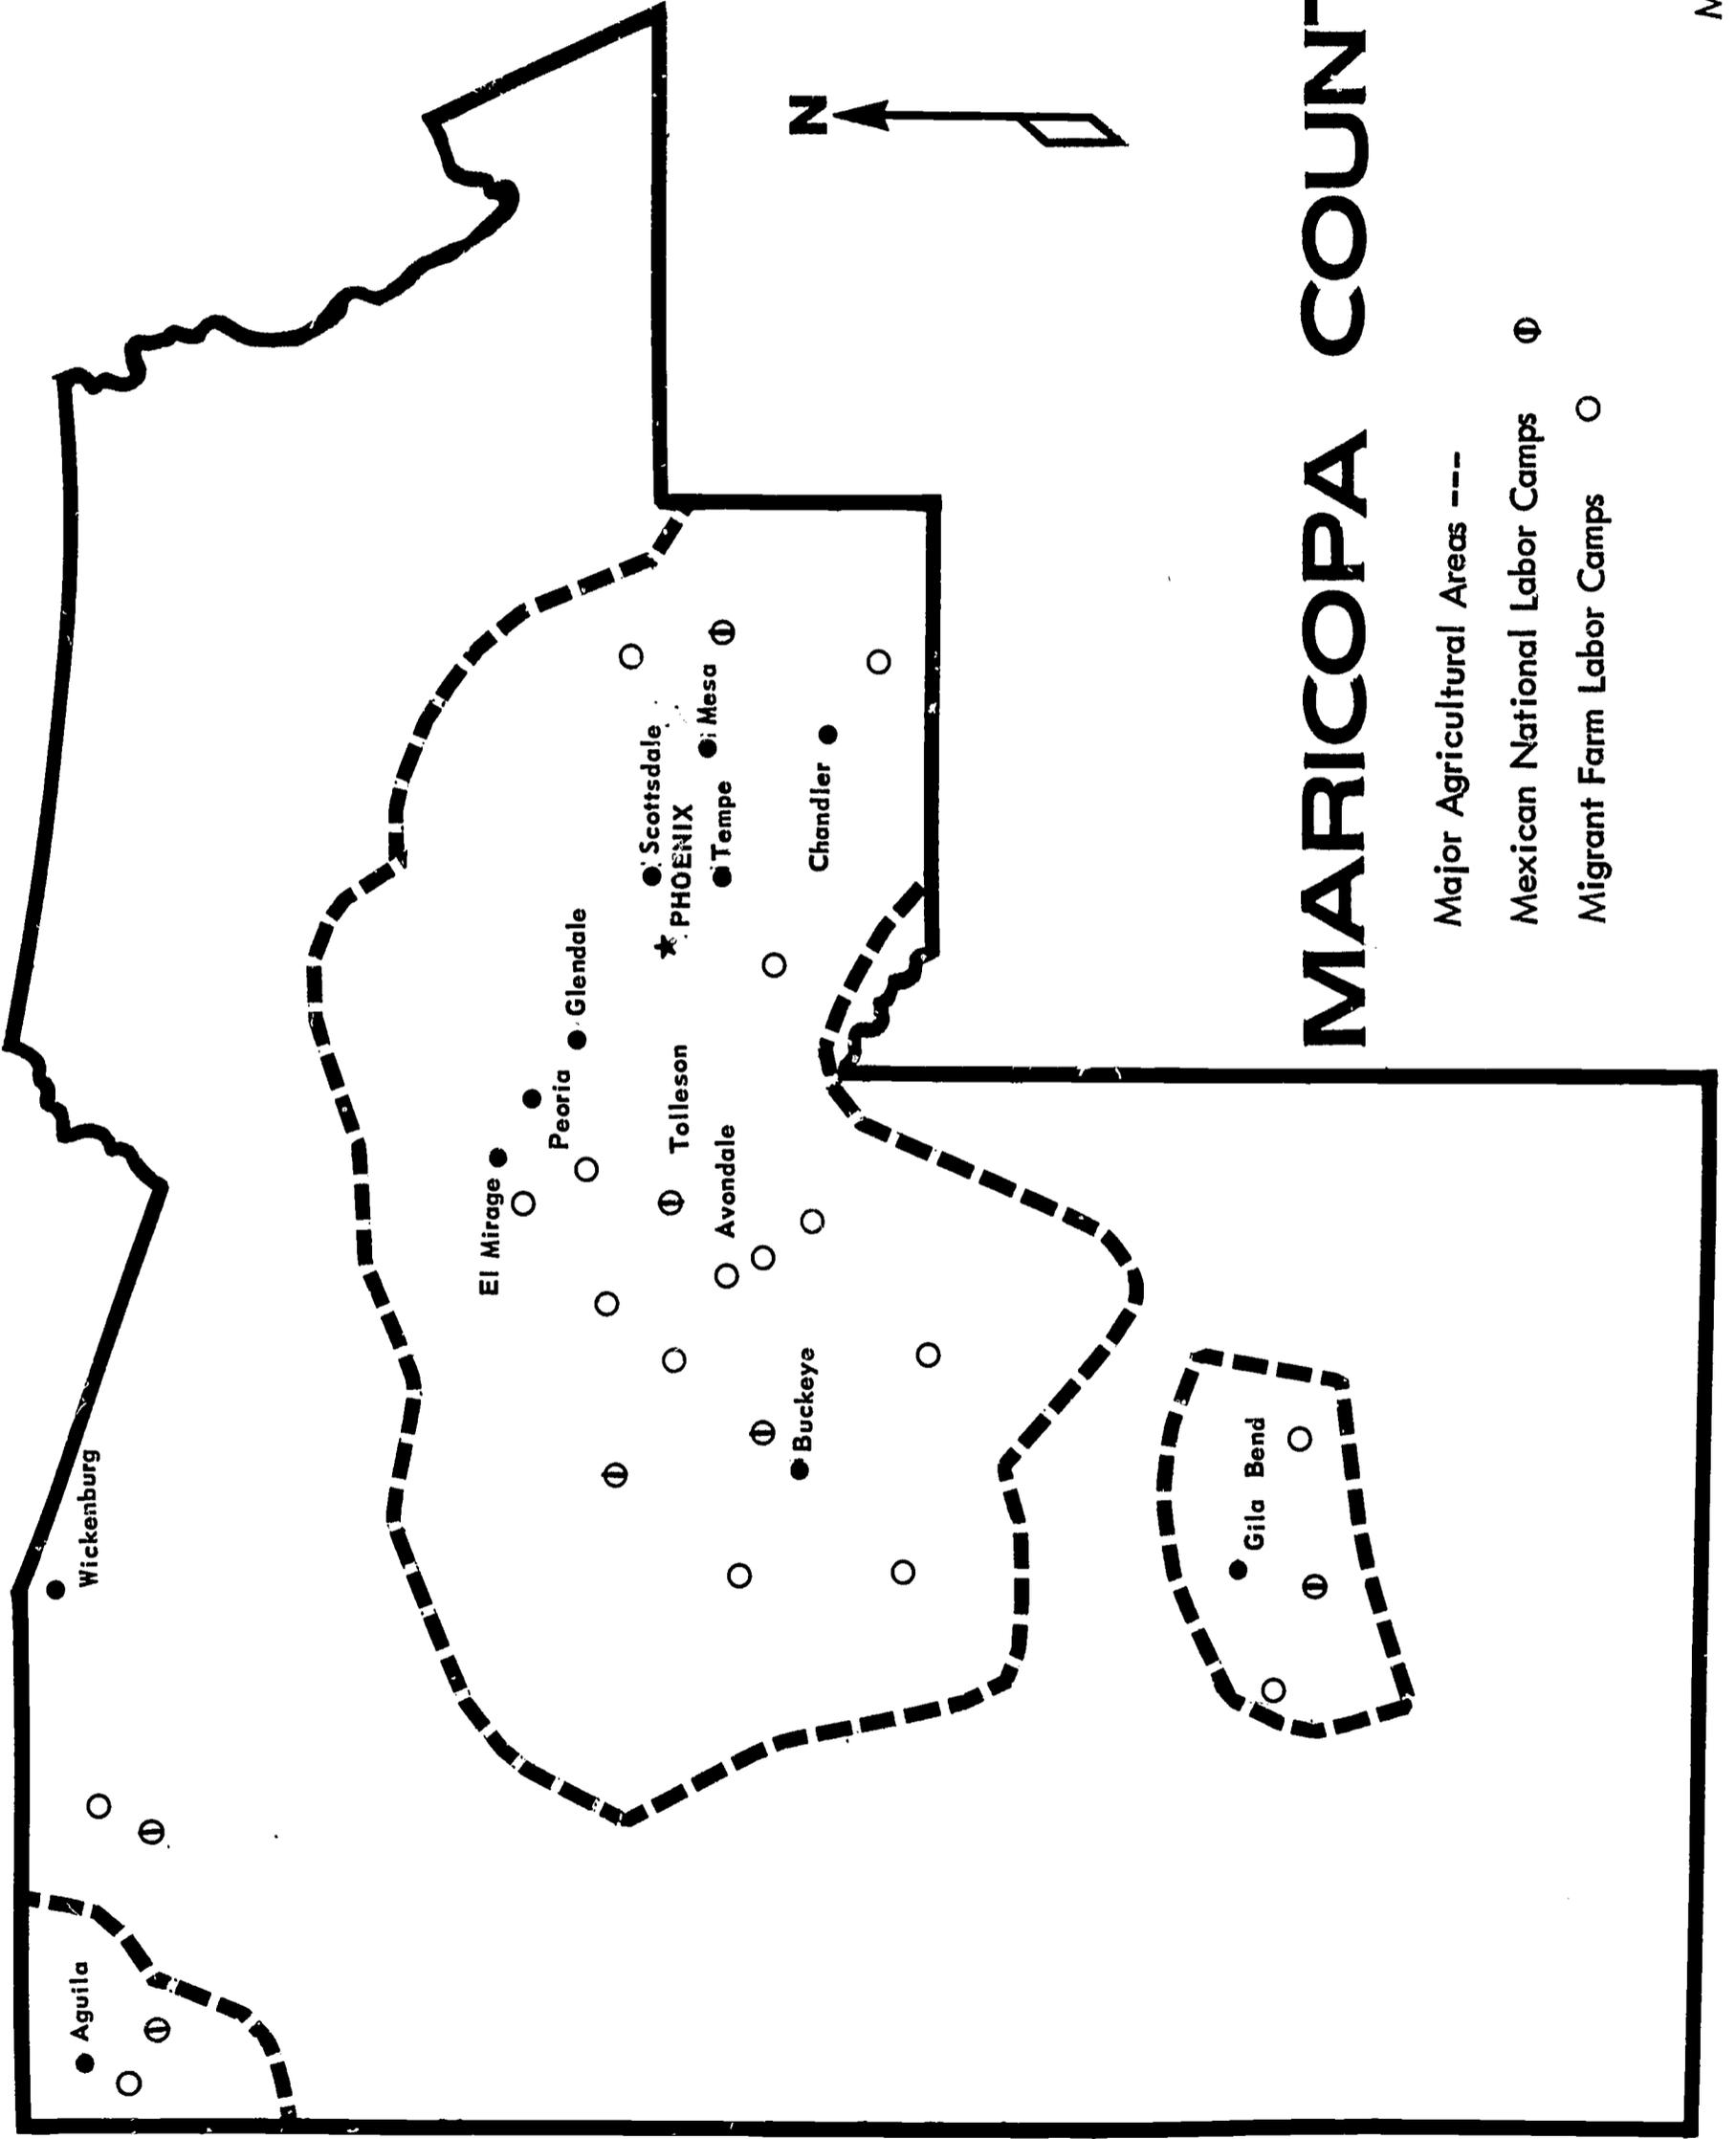 Wickenburg
Aguila
El Mirage
Peoria
Glendale
Scottsdale
PHOENIX
Tolleson
Mesa
Tempe
Avondale
Chandler
Buckeye
Gila Bend
N
MARICOPA COUNT
Major Agricultural Areas ---
Mexican National Labor Camps
Migrant Farm Labor Camps